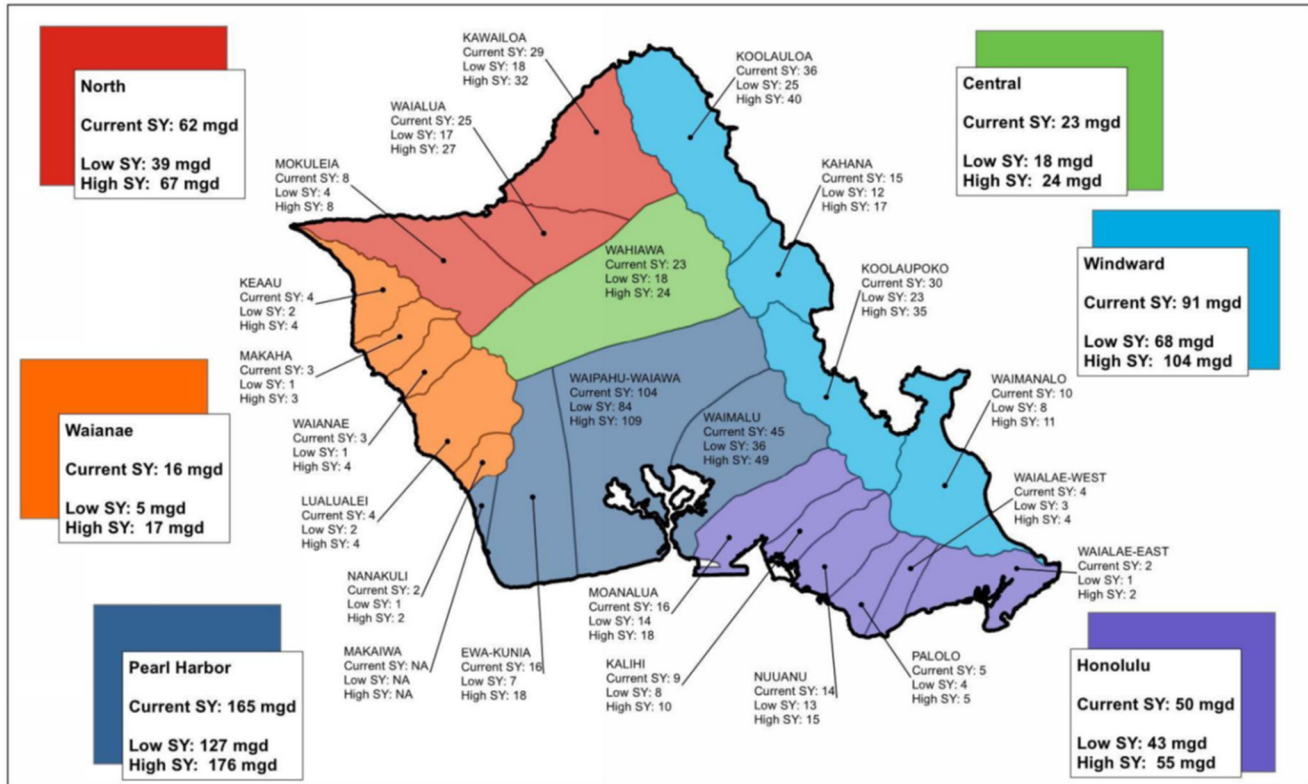 North
Current SY: 62 mgd
Low SY: 39 mgd
High SY: 67 mgd
KAWAILOA
Current SY: 29
Low SY: 18
High SY: 32
KOOLAULOA
Current SY: 36
Low SY: 25
High SY: 40
Central
Current SY: 23 mgd
Low SY: 18 mgd
High SY: 24 mgd
WAIALUA
Current SY: 25
Low SY: 17
High SY: 27
MOKULEIA
Current SY: 8
Low SY: 4
High SY: 8
KAHANA
Current SY: 15
Low SY: 12
High SY: 17
WAHIAWA
Current SY: 23
Low SY: 18
High SY: 24
KOOLAUPOKO
Current SY: 30
Low SY: 23
High SY: 35
Windward
Current SY: 91 mgd
Low SY: 68 mgd
High SY: 104 mgd
KEAAU
Current SY: 4
Low SY: 2
High SY: 4
MAKAHA
Current SY: 3
Low SY: 1
High SY: 3
Waianae
Current SY: 16 mgd
Low SY: 5 mgd
High SY: 17 mgd
WAIANAE
Current SY: 3
Low SY: 1
High SY: 4
WAIPAHU-WAIAWA
Current SY: 104
Low SY: 84
High SY: 109
WAIMALU
Current SY: 45
Low SY: 36
High SY: 49
WAIMANALO
Current SY: 10
Low SY: 8
High SY: 11
WAIALAE-WEST
Current SY: 4
Low SY: 3
High SY: 4
LUALUALEI
Current SY: 4
Low SY: 2
High SY: 4
WAIALAE-EAST
Current SY: 2
Low SY: 1
High SY: 2
NANAKULI
Current SY: 2
Low SY: 1
High SY: 2
MAKAIWA
Current SY: NA
Low SY: NA
High SY: NA
EWA-KUNIA
Current SY: 16
Low SY: 7
High SY: 18
MOANALUA
Current SY: 16
Low SY: 14
High SY: 18
KALIHI
Current SY: 9
Low SY: 8
High SY: 10
NUUANU
Current SY: 14
Low SY: 13
High SY: 15
PALOLO
Current SY: 5
Low SY: 4
High SY: 5
Pearl Harbor
Current SY: 165 mgd
Low SY: 127 mgd
High SY: 176 mgd
Honolulu
Current SY: 50 mgd
Low SY: 43 mgd
High SY: 55 mgd